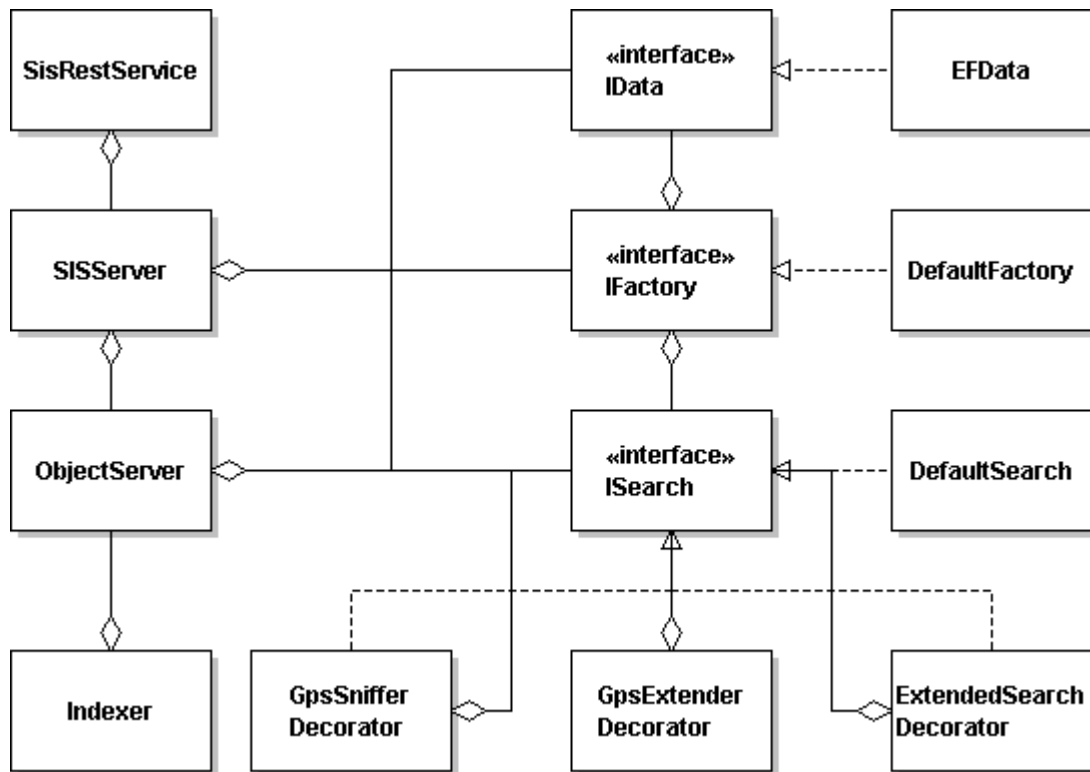 SisRestService
«interface»
IData
EFData
SISServer
«interface»
IFactory
DefaultFactory
ObjectServer
«interface»
ISearch
DefaultSearch
Indexer
GpsSniffer
Decorator
GpsExtender
Decorator
ExtendedSearch
Decorator